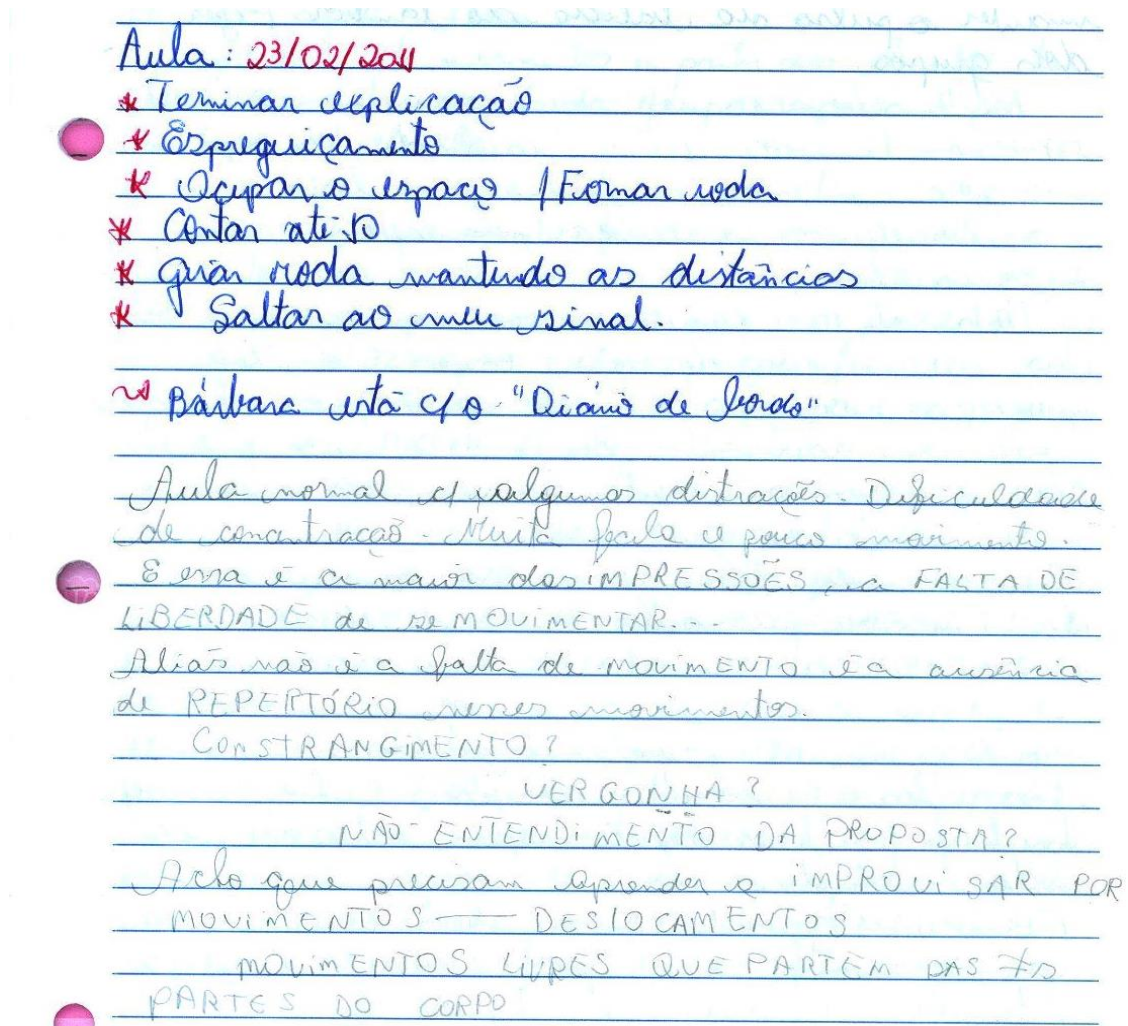 Aula: 23/02/2011
* Terminar explicação
* Espreguiçamento
* Ocupar o espaço / Formar roda
* Contar até 10
* Girar roda mantendo as distâncias
* Saltar ao meu sinal.
~> Bárbara está c/ o "Diário de bordo"
Aula normal c/ algumas distrações. Dificuldade
de concentração. Muita fala e pouco movimento.
E essa é a maior das IMPRESSÕES, a FALTA DE
LIBERDADE de se MOVIMENTAR...
Aliás não é a falta de MOVIMENTO é a ausência
de REPERTÓRIO nesses movimentos.
CONSTRANGIMENTO?
VERGONHA?
NÃO-ENTENDIMENTO DA PROPOSTA?
Acho que precisam aprender a IMPROVISAR POR
MOVIMENTOS — DESLOCAMENTOS
MOVIMENTOS LIVRES QUE PARTEM DAS ≠s
PARTES DO CORPO